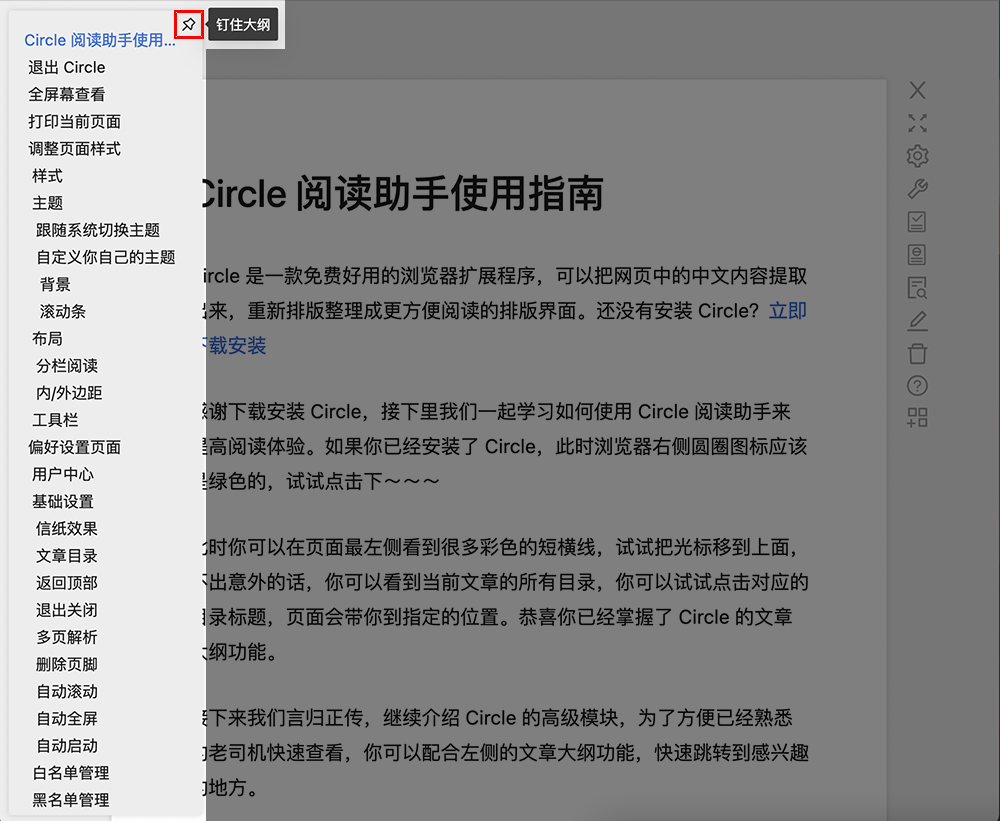 钉住大纲
Circle 阅读助手使用...
退出 Circle
全屏幕查看
打印当前页面
调整页面样式
样式
主题
跟随系统切换主题
自定义你自己的主题
背景
滚动条
布局
分栏阅读
内/外边距
工具栏
偏好设置页面
用户中心
基础设置
信纸效果
文章目录
返回顶部
退出关闭
多页解析
删除页脚
自动滚动
自动全屏
自动启动
白名单管理
黑名单管理
Circle 阅读助手使用指南
ircle 是一款免费好用的浏览器扩展程序，可以把网页中的中文内容提取
出来，重新排版整理成更方便阅读的排版界面。还没有安装 Circle？立即
下载安装
感谢下载安装 Circle，接下里我们一起学习如何使用 Circle 阅读助手来
提高阅读体验。如果你已经安装了 Circle，此时浏览器右侧圆圈图标应该
是绿色的，试试点击下～～～
此时你可以在页面最左侧看到很多彩色的短横线，试试把光标移到上面，
不出意外的话，你可以看到当前文章的所有目录，你可以试试点击对应的
目录标题，页面会带你到指定的位置。恭喜你已经掌握了 Circle 的文章
大纲功能。
接下来我们言归正传，继续介绍 Circle 的高级模块，为了方便已经熟悉
的老司机快速查看，你可以配合左侧的文章大纲功能，快速跳转到感兴趣
的地方。